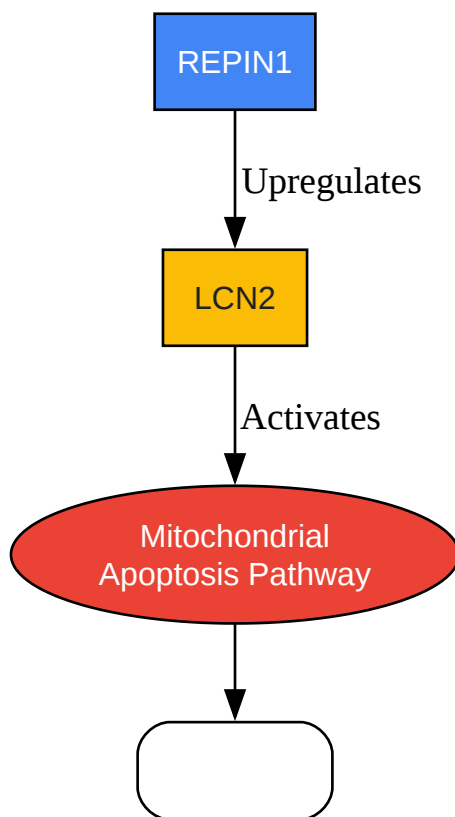 REPIN1
Upregulates
LCN2
Activates
Mitochondrial
Apoptosis Pathway